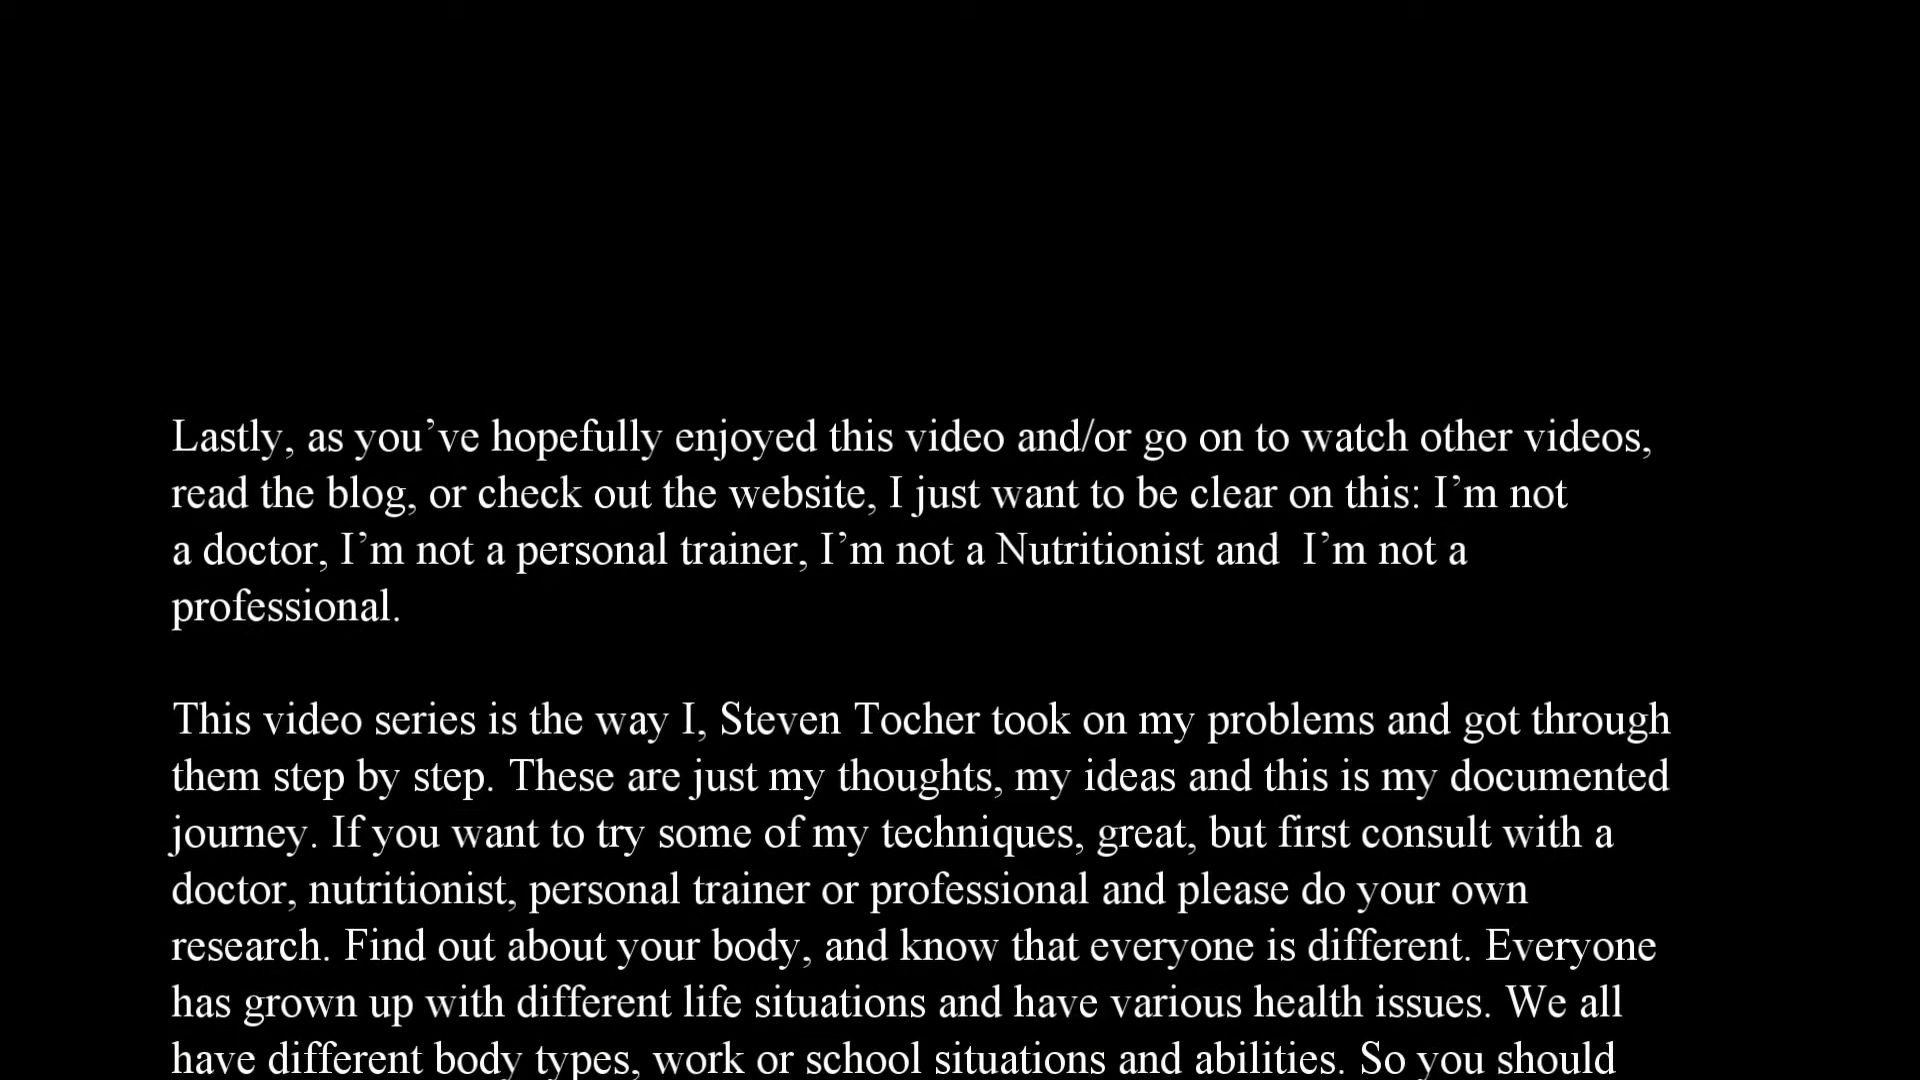 Lastly, as you’ve hopefully enjoyed this video and/or go on to watch other videos,
read the blog, or check out the website, I just want to be clear on this: I’m not
a doctor, I’m not a personal trainer, I’m not a Nutritionist and  I’m not a
professional.
This video series is the way I, Steven Tocher took on my problems and got through
them step by step. These are just my thoughts, my ideas and this is my documented
journey. If you want to try some of my techniques, great, but first consult with a
doctor, nutritionist, personal trainer or professional and please do your own
research. Find out about your body, and know that everyone is different. Everyone
has grown up with different life situations and have various health issues. We all
have different body types, work or school situations and abilities. So you should